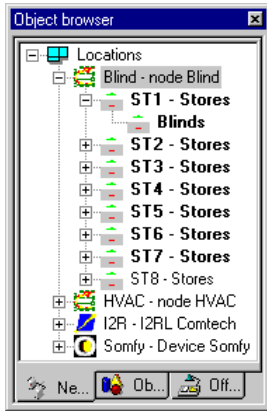 Object browser
Locations
Blind - node Blind
ST1 - Stores
Blinds
ST2 - Stores
ST3 - Stores
ST4 - Stores
ST5 - Stores
ST6 - Stores
ST7 - Stores
ST8 - Stores
HVAC - node HVAC
I2R - I2RL Comtech
Somfy - Device Somfy
Ne... Ob... Off...